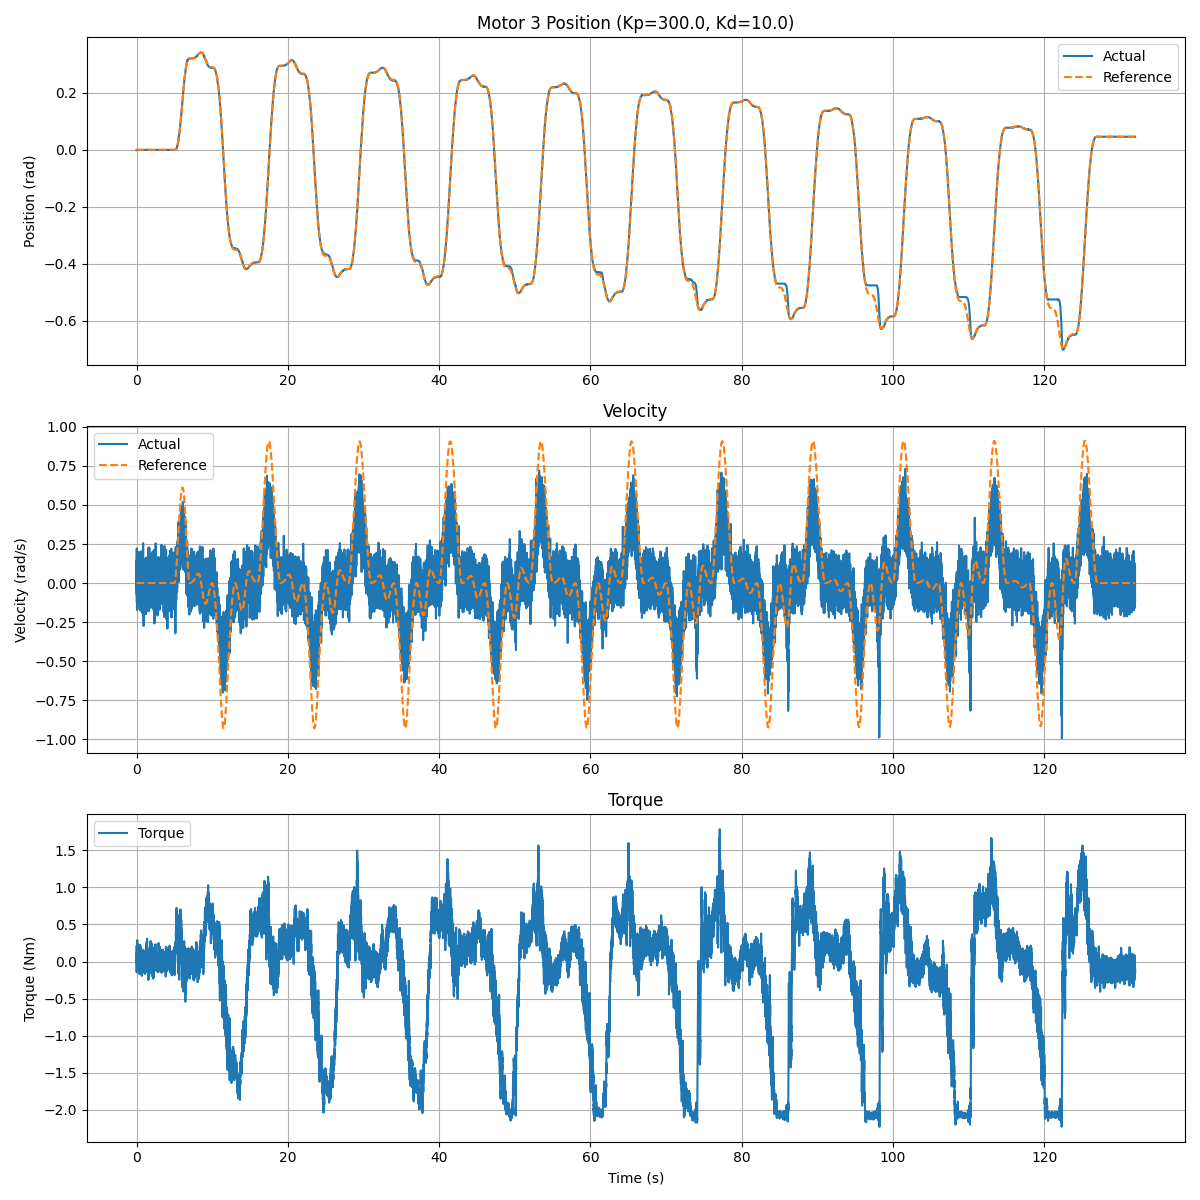 Motor 3 Position (Kp=300.0, Kd=10.0)
Actual
Reference
Position (rad)
0.2
0.0
−0.2
−0.4
−0.6
0 20 40 60 80 100 120
Velocity
Actual
Reference
Velocity (rad/s)
1.00
0.75
0.50
0.25
0.00
−0.25
−0.50
−0.75
−1.00
0 20 40 60 80 100 120
Torque
Torque
Torque (Nm)
1.5
1.0
0.5
0.0
−0.5
−1.0
−1.5
−2.0
0 20 40 60 80 100 120
Time (s)